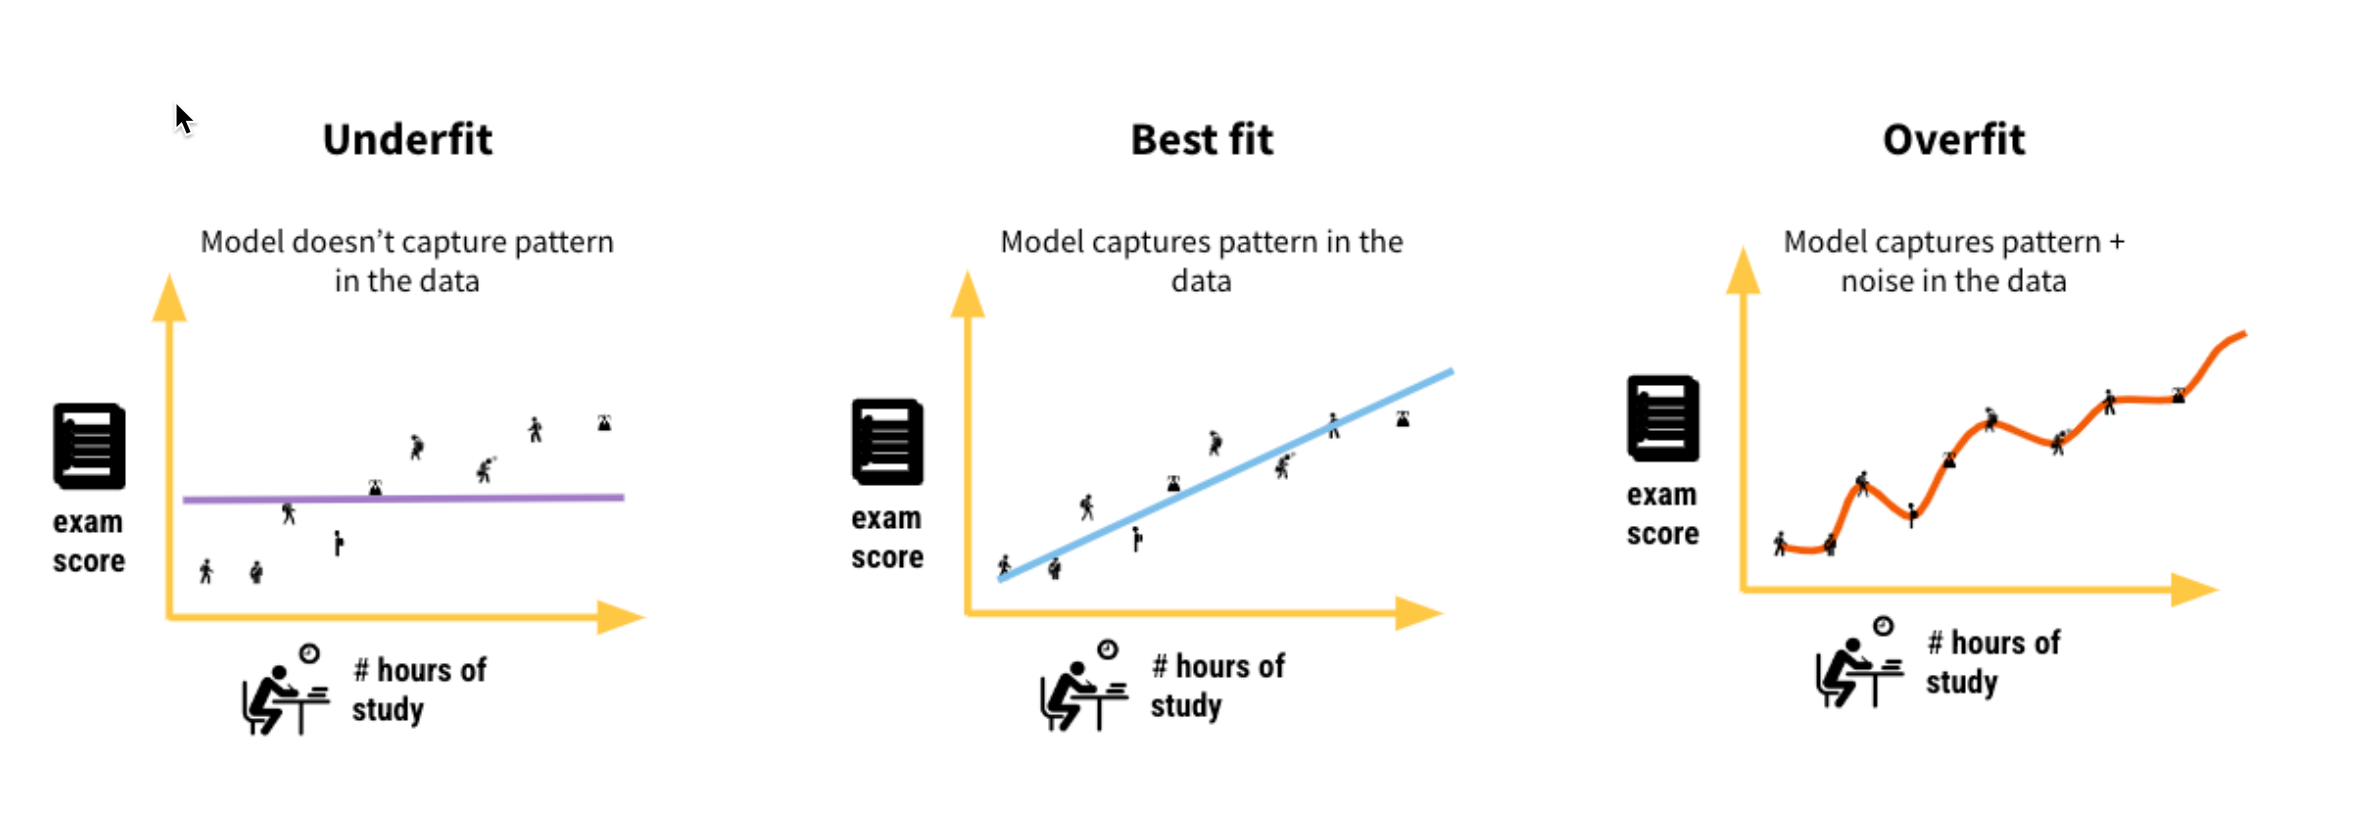 Underfit
Model doesn't capture pattern
in the data
exam
score
# hours of
study
Best fit
Model captures pattern in the
data
exam
score
# hours of
study
Overfit
Model captures pattern +
noise in the data
exam
score
# hours of
study